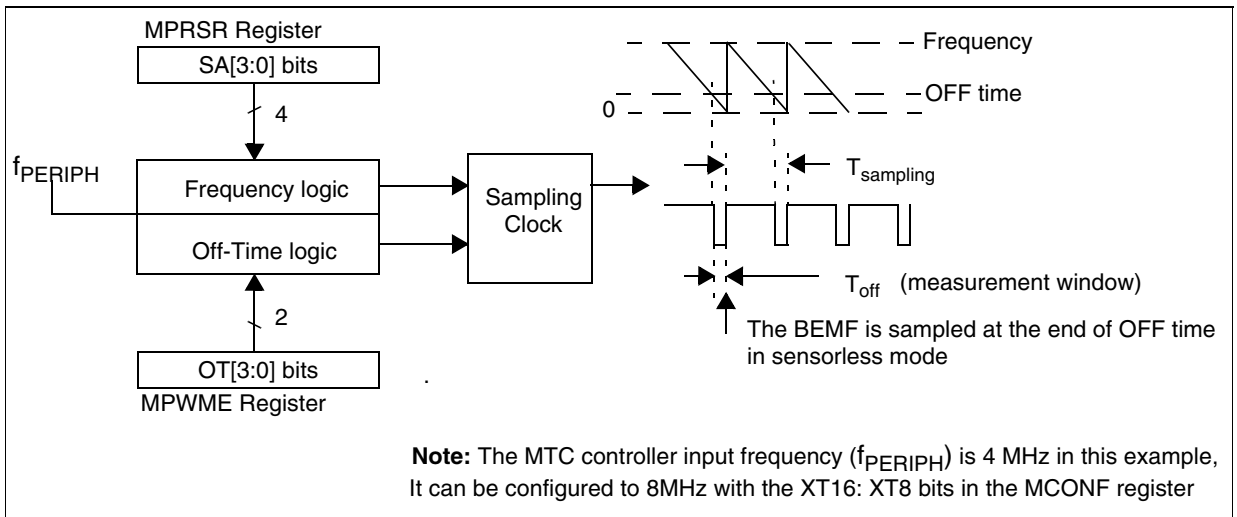 MPRSR Register
SA[3:0] bits
4
fPERIPH
Frequency logic
Off-Time logic
2
OT[3:0] bits
MPWME Register
Sampling
Clock
Frequency
OFF time
0
Tsampling
Toff (measurement window)
The BEMF is sampled at the end of OFF time
in sensorless mode
.
Note: The MTC controller input frequency (fPERIPH) is 4 MHz in this example,
It can be configured to 8MHz with the XT16: XT8 bits in the MCONF register